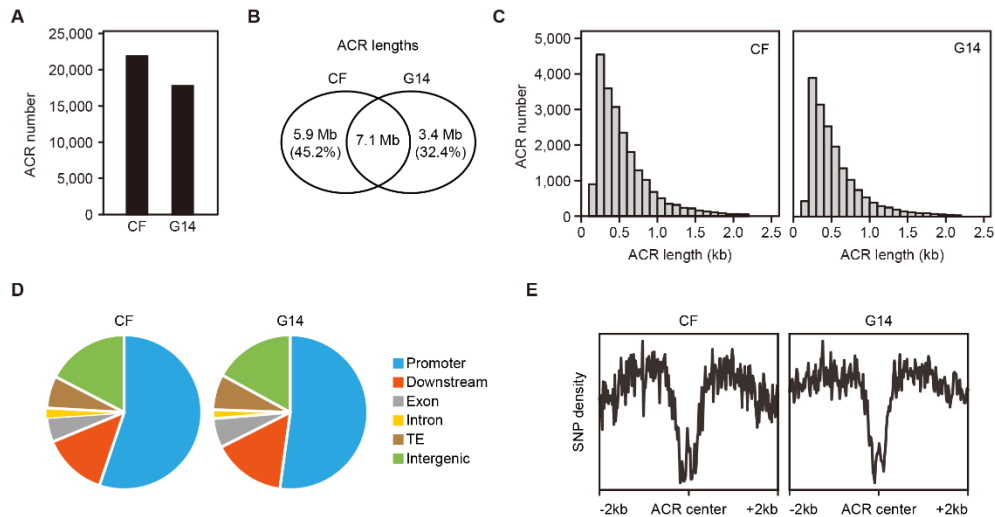 A
25,000
20,000
15,000
10,000
5,000
0
ACR number
CF
G14
B
ACR lengths
CF
G14
5.9 Mb
(45.2%)
7.1 Mb
3.4 Mb
(32.4%)
C
5,000
4,000
3,000
2,000
1,000
0
ACR number
CF
G14
0 0.5 1.0 1.5 2.0 2.5
0 0.5 1.0 1.5 2.0 2.5
ACR length (kb)
ACR length (kb)
D
CF
G14
Promoter
Downstream
Exon
Intron
TE
Intergenic
E
CF
G14
SNP density
-2kb ACR center +2kb
-2kb ACR center +2kb